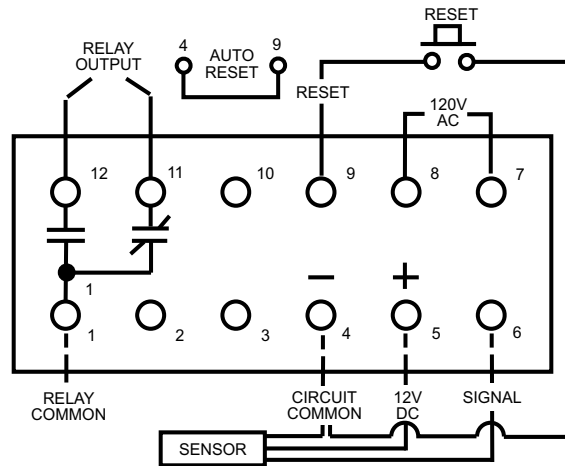 RESET
RELAY
OUTPUT
4
9
AUTO
RESET
RESET
120V
AC
12
11
10
9
8
7
1
−
+
1
2
3
4
5
6
RELAY
COMMON
CIRCUIT
COMMON
12V
DC
SIGNAL
SENSOR